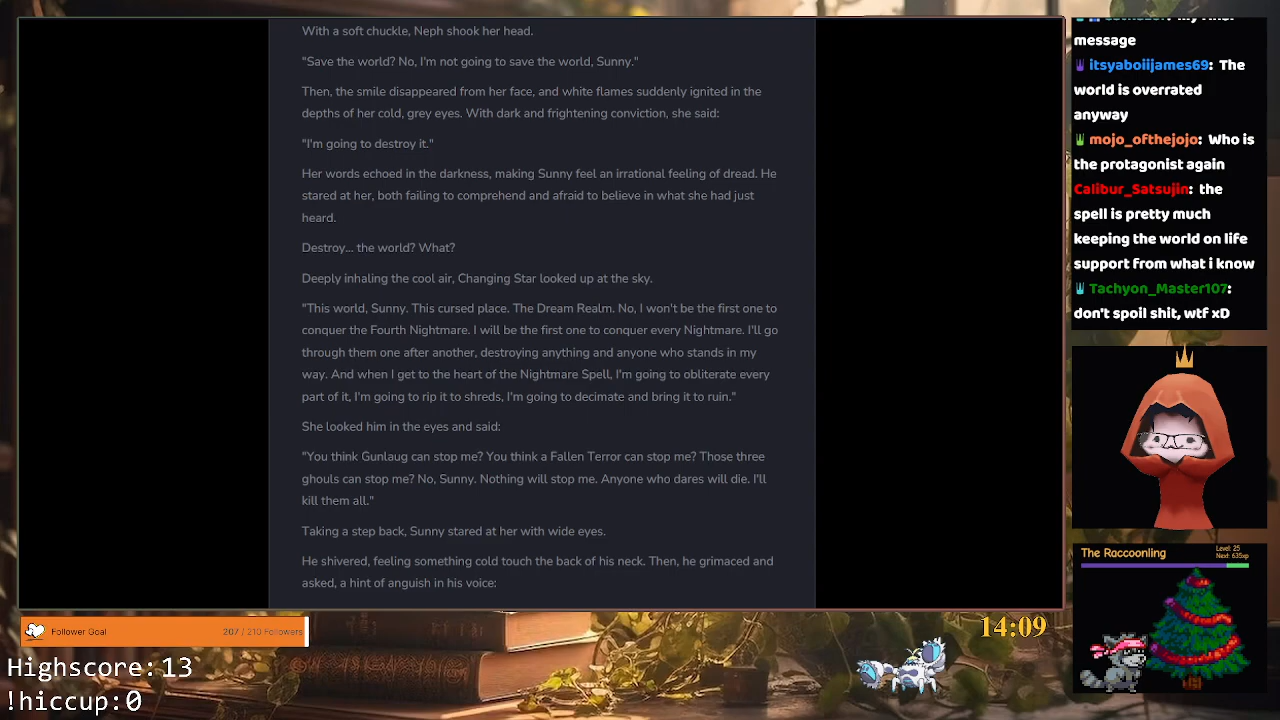 With a soft chuckle, Neph shook her head.
"Save the world? No, I'm not going to save the world, Sunny."
Then, the smile disappeared from her face, and white flames suddenly ignited in the
depths of her cold, grey eyes. With dark and frightening conviction, she said:
"I'm going to destroy it."
Her words echoed in the darkness, making Sunny feel an irrational feeling of dread. He
stared at her, both failing to comprehend and afraid to believe in what she had just
heard.
Destroy... the world? What?
Deeply inhaling the cool air, Changing Star looked up at the sky.
"This world, Sunny. This cursed place. The Dream Realm. No, I won't be the first one to
conquer the Fourth Nightmare. I will be the first one to conquer every Nightmare. I'll go
through them one after another, destroying anything and anyone who stands in my
way. And when I get to the heart of the Nightmare Spell, I'm going to obliterate every
part of it, I'm going to rip it to shreds, I'm going to decimate and bring it to ruin."
She looked him in the eyes and said:
"You think Gunlaug can stop me? You think a Fallen Terror can stop me? Those three
ghouls can stop me? No, Sunny. Nothing will stop me. Anyone who dares will die. I'll
kill them all."
Taking a step back, Sunny stared at her with wide eyes.
He shivered, feeling something cold touch the back of his neck. Then, he grimaced and
asked, a hint of anguish in his voice:
message
itsyaboiijames69: The
world is overrated
anyway
mojo_ofthejojo: Who is
the protagonist again
Calibur_Satsujin: the
spell is pretty much
keeping the world on life
support from what i know
Tachyon_Master107:
don't spoil shit, wtf xD
The Raccoonling
Level: 25
Next: 635xp
Follower Goal
207 / 210 Followers
14:09
Highscore:13
!hiccup:0